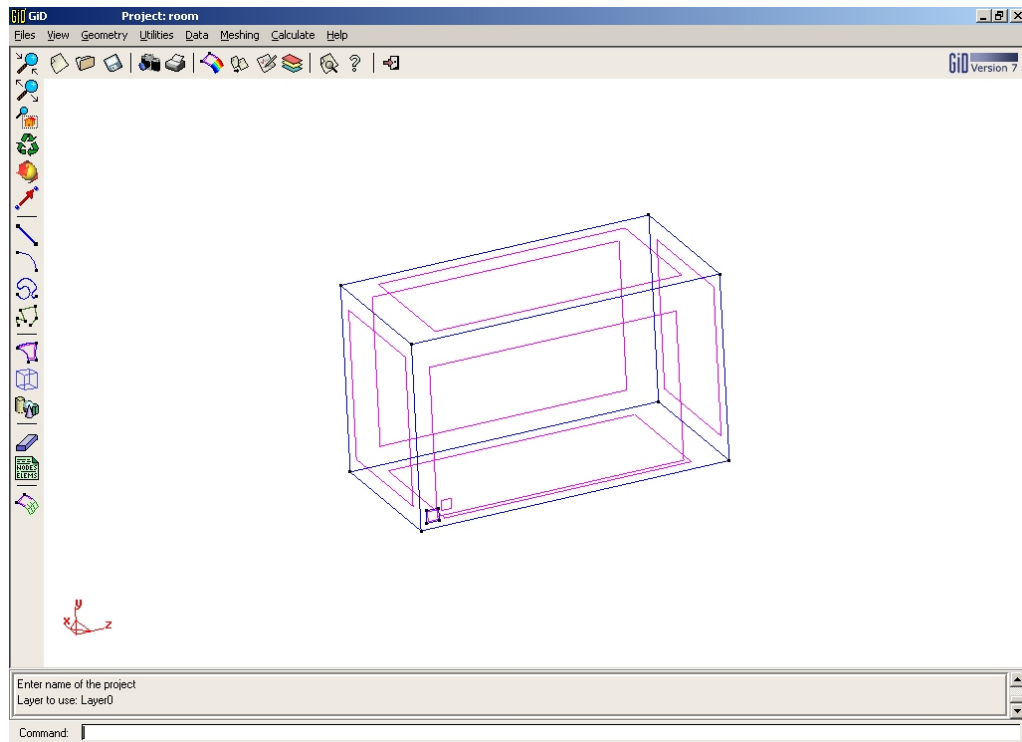 GiD GiD Project: room
Files View Geometry Utilities Data Meshing Calculate Help
GiD Version 7
NODES
ELEMS
y
x z
Enter name of the project
Layer to use: Layer0
Command: